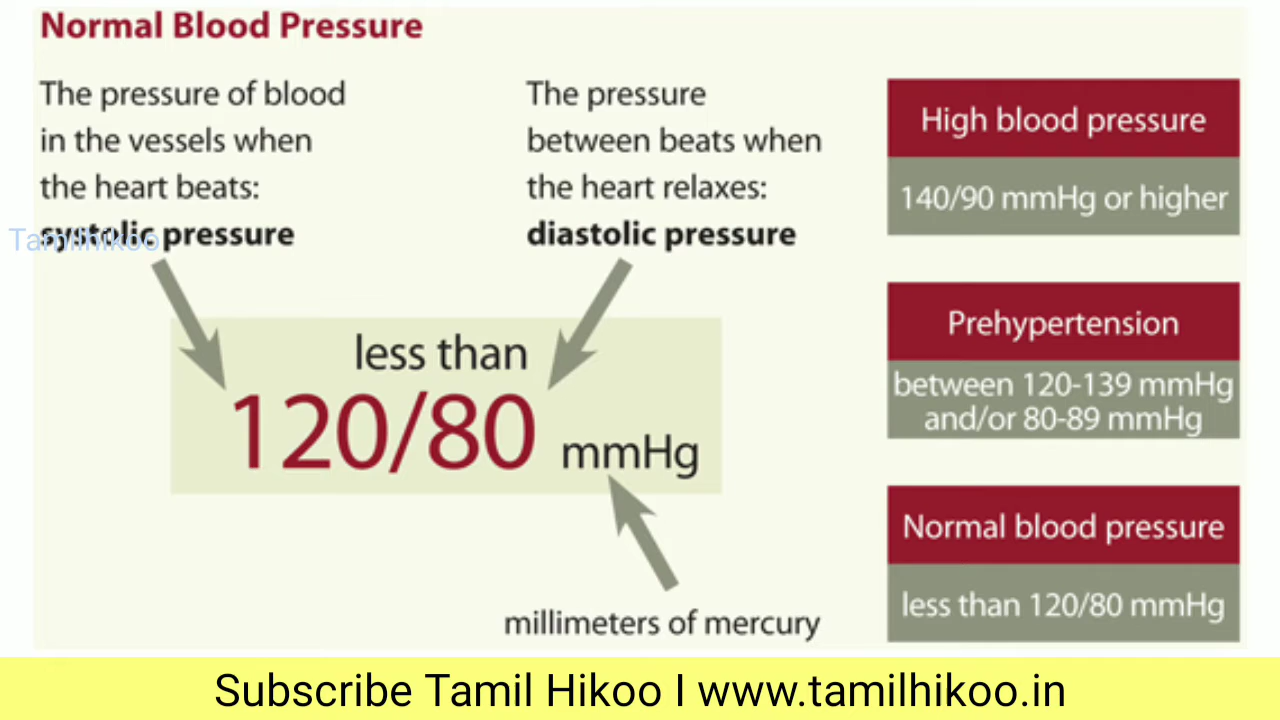 Normal Blood Pressure
The pressure of blood
in the vessels when
the heart beats:
systolic pressure
Tamilhikoo
The pressure
between beats when
the heart relaxes:
diastolic pressure
less than
120/80 mmHg
millimeters of mercury
High blood pressure
140/90 mmHg or higher
Prehypertension
between 120-139 mmHg
and/or 80-89 mmHg
Normal blood pressure
less than 120/80 mmHg
Subscribe Tamil Hikoo I www.tamilhikoo.in